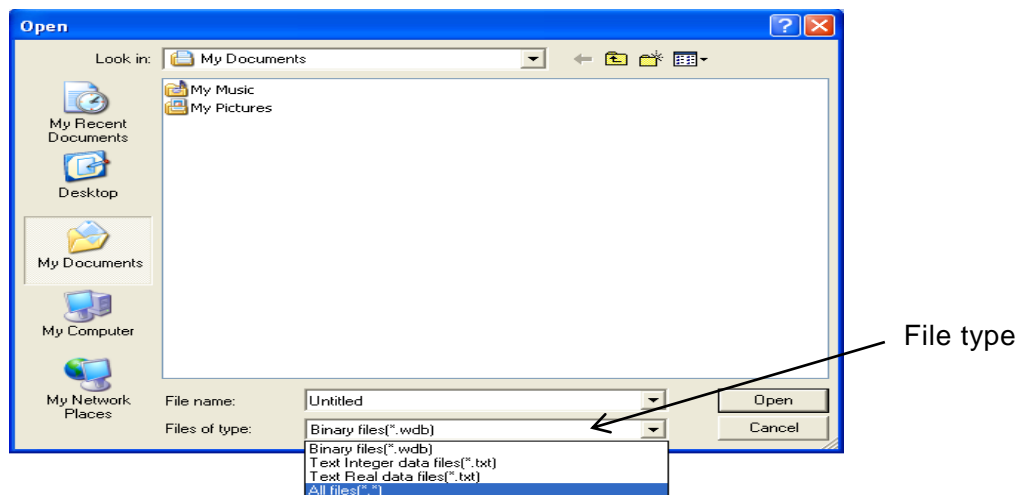 Open
Look in: My Documents
My Music
My Pictures
My Recent
Documents
Desktop
My Documents
My Computer
My Network
Places
File name: Untitled Open
Files of type: Binary files(*.wdb) Cancel
Binary files(*.wdb)
Text Integer data files(*.txt)
Text Real data files(*.txt)
All files(*.*)
File type